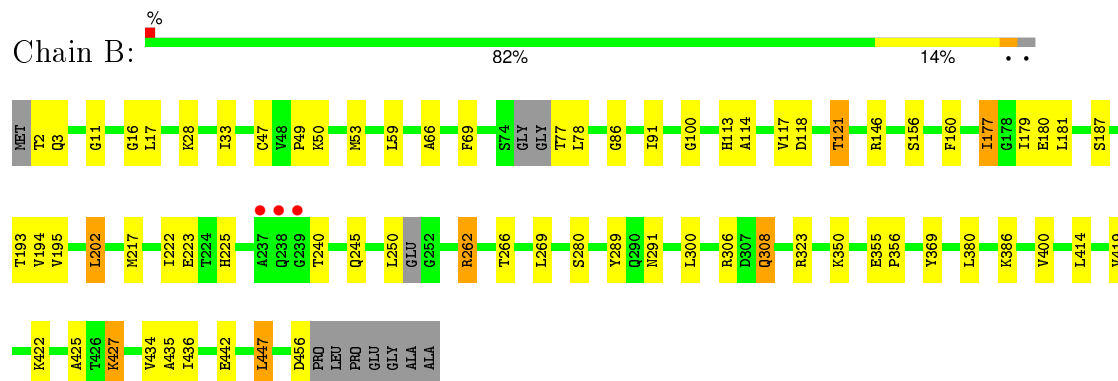 %
Chain B:
82% 14% • •
MET T2 Q3 G11 G16 L17 K28 I33 C47 V48 P49 K50 M53 L59 A66 F69 S74 GLY GLY T77 L78 G86 I91 G100 H113 A114 V117 D118 T121 R146 S156 F160 I177 G178 I179 E180 L181 S187
T193 V194 V195 L202 M217 I222 E223 T224 H225 A237 Q238 G239 T240 Q245 L250 GLU G252 R262 T266 L269 S280 Y289 Q290 N291 L300 R306 D307 Q308 R323 K350 E355 P356 Y369 L380 K386 V400 L414
K422 A425 T426 K427 V434 A435 I436 E442 L447 D456 PRO LEU PRO GLU GLY ALA ALA